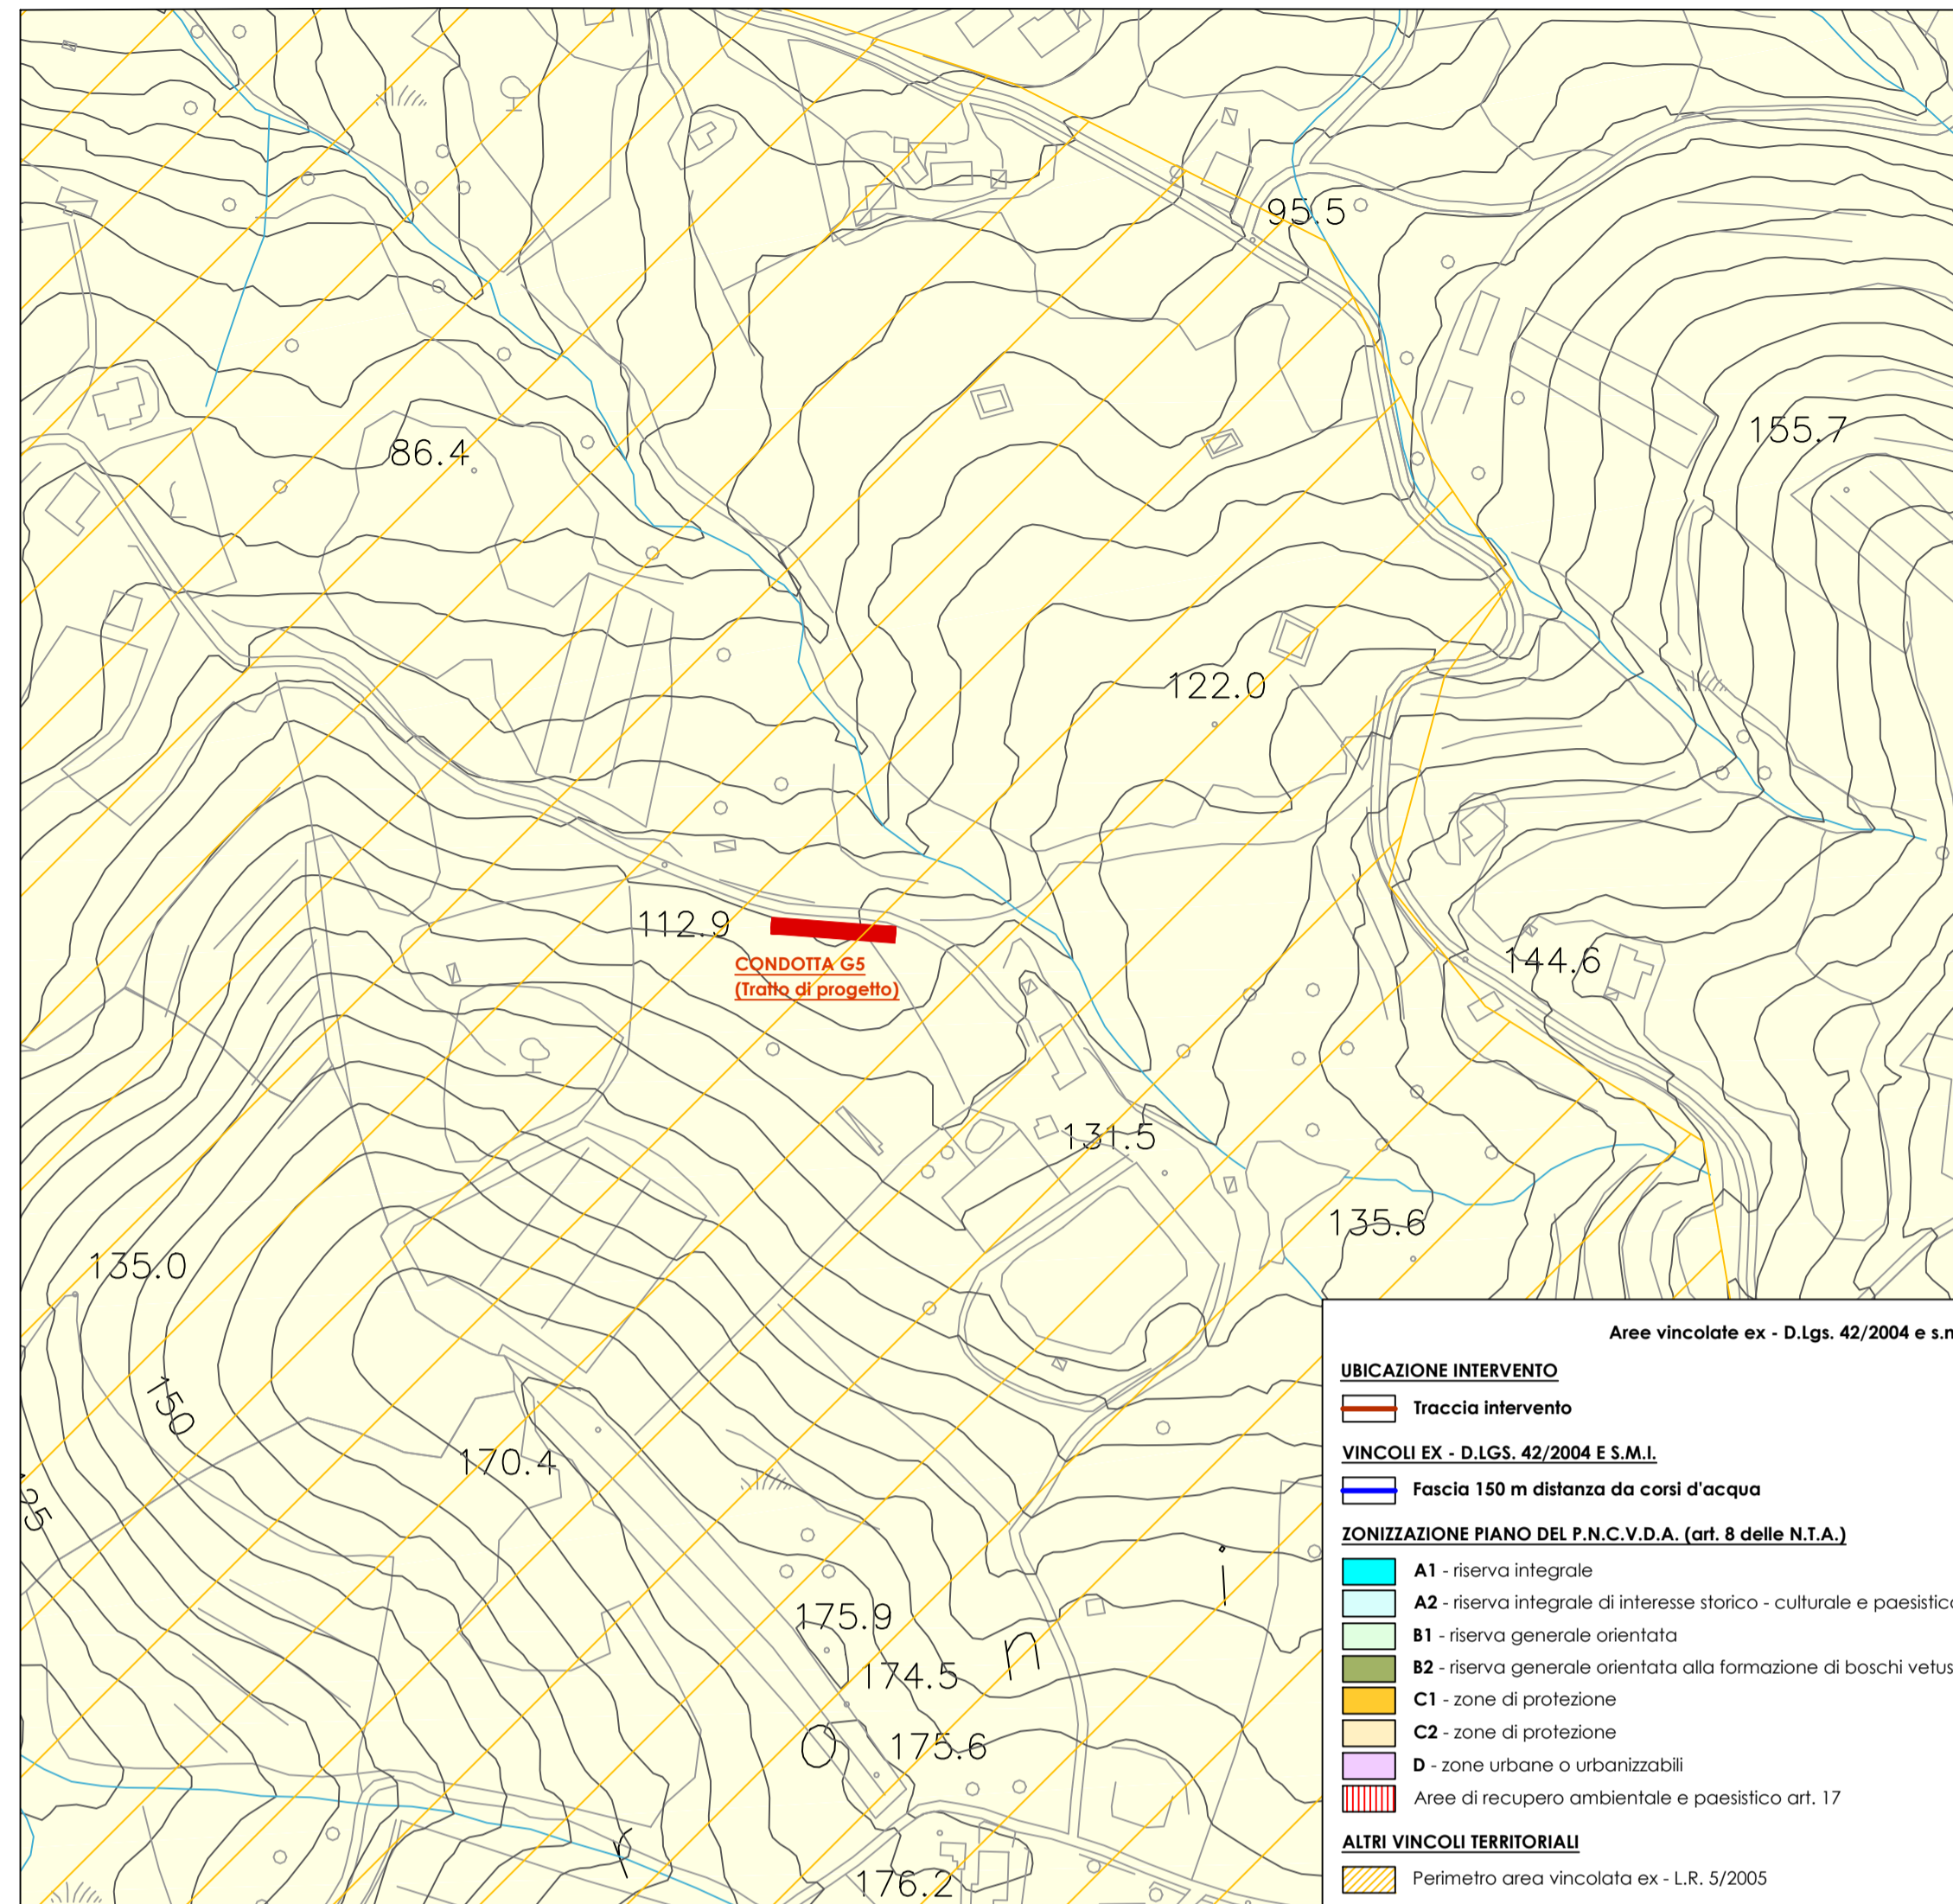 95.5
155.7
86.4
122.0
112.9
CONDOTTA G5
(Tratto di progetto)
144.6
131.5
135.6
135.0
150
170.4
25
i
175.9
n
174.5
o
175.6
r
176.2
Aree vincolate ex - D.Lgs. 42/2004 e s.m
UBICAZIONE INTERVENTO
Traccia intervento
VINCOLI EX - D.LGS. 42/2004 E S.M.I.
Fascia 150 m distanza da corsi d'acqua
ZONIZZAZIONE PIANO DEL P.N.C.V.D.A. (art. 8 delle N.T.A.)
A1 - riserva integrale
A2 - riserva integrale di interesse storico - culturale e paesistico
B1 - riserva generale orientata
B2 - riserva generale orientata alla formazione di boschi vetus
C1 - zone di protezione
C2 - zone di protezione
D - zone urbane o urbanizzabili
Aree di recupero ambientale e paesistico art. 17
ALTRI VINCOLI TERRITORIALI
Perimetro area vincolata ex - L.R. 5/2005